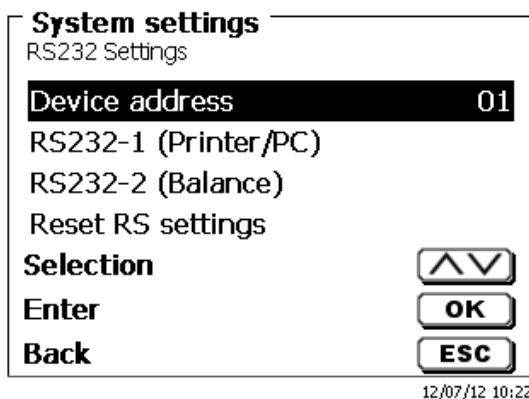 System settings
RS232 Settings
Device address 01
RS232-1 (Printer/PC)
RS232-2 (Balance)
Reset RS settings
Selection
Enter OK
Back ESC
12/07/12 10:22